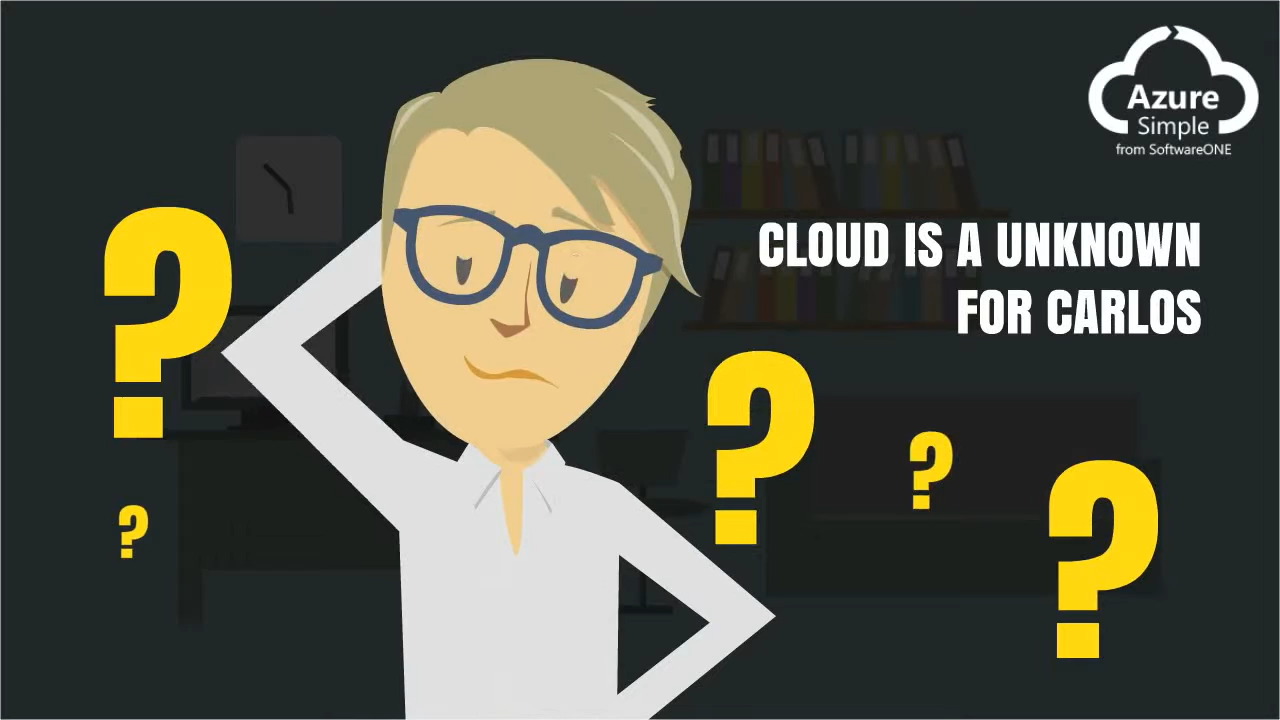 Azure
Simple
from SoftwareONE
CLOUD IS A UNKNOWN
FOR CARLOS
?
?
?
?
?